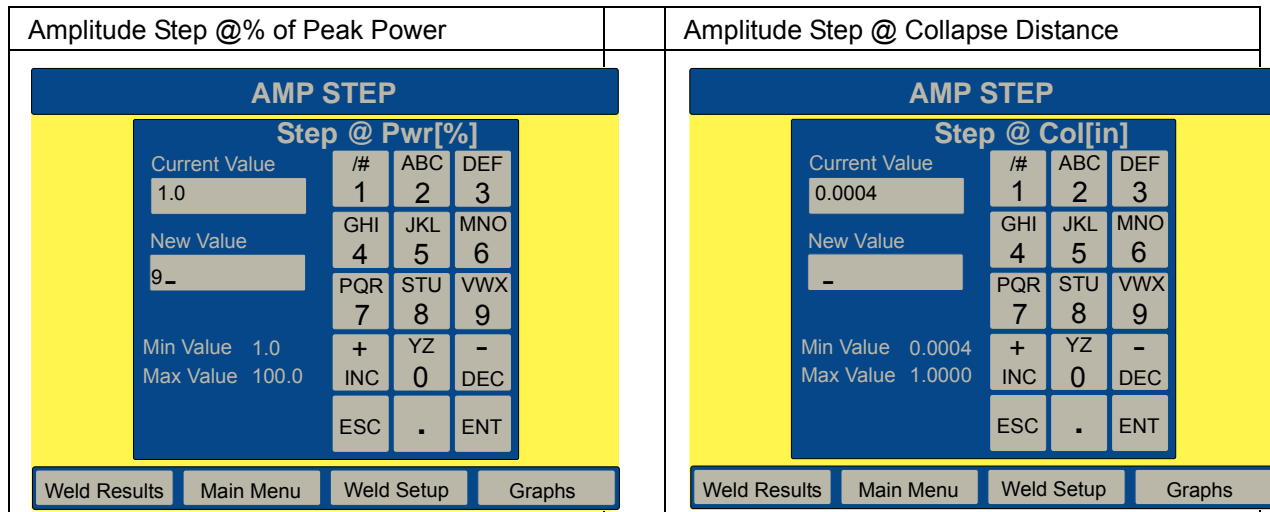 Amplitude Step @% of Peak Power
Amplitude Step @ Collapse Distance
AMP STEP
Step @ Pwr[%]
Current Value
1.0
New Value
9_
Min Value 1.0
Max Value 100.0
/# ABC DEF
1 2 3
GHI JKL MNO
4 5 6
PQR STU VWX
7 8 9
+ YZ -
INC 0 DEC
ESC . ENT
Weld Results Main Menu Weld Setup Graphs
AMP STEP
Step @ Col[in]
Current Value
0.0004
New Value
_
Min Value 0.0004
Max Value 1.0000
/# ABC DEF
1 2 3
GHI JKL MNO
4 5 6
PQR STU VWX
7 8 9
+ YZ -
INC 0 DEC
ESC . ENT
Weld Results Main Menu Weld Setup Graphs